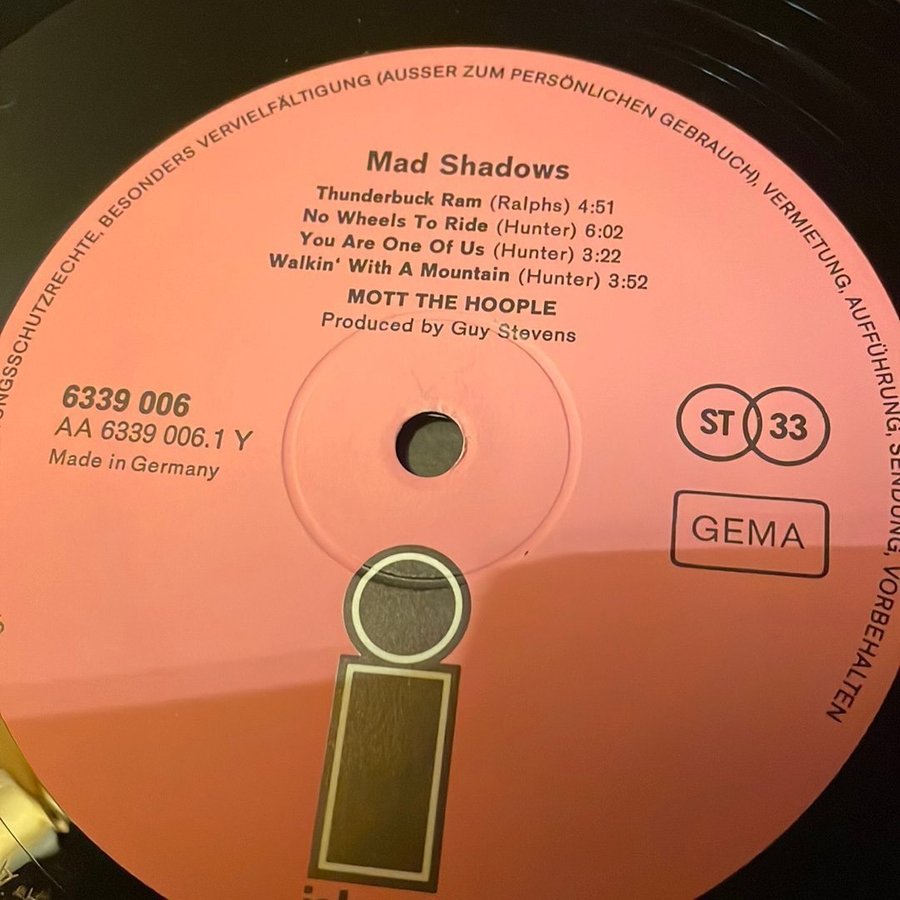 NGSSCHUTZRECHTE, BESONDERS VERVIELFÄLTIGUNG (AUSSER ZUM PERSÖNLICHEN GEBRAUCH), VERMIETUNG, AUFFÜHRUNG, SENDUNG, VORBEHALTEN
Mad Shadows
Thunderbuck Ram (Ralphs) 4:51
No Wheels To Ride (Hunter) 6:02
You Are One Of Us (Hunter) 3:22
Walkin' With A Mountain (Hunter) 3:52
MOTT THE HOOPLE
Produced by Guy Stevens
6339 006
AA 6339 006.1 Y
Made in Germany
ST 33
GEMA
i